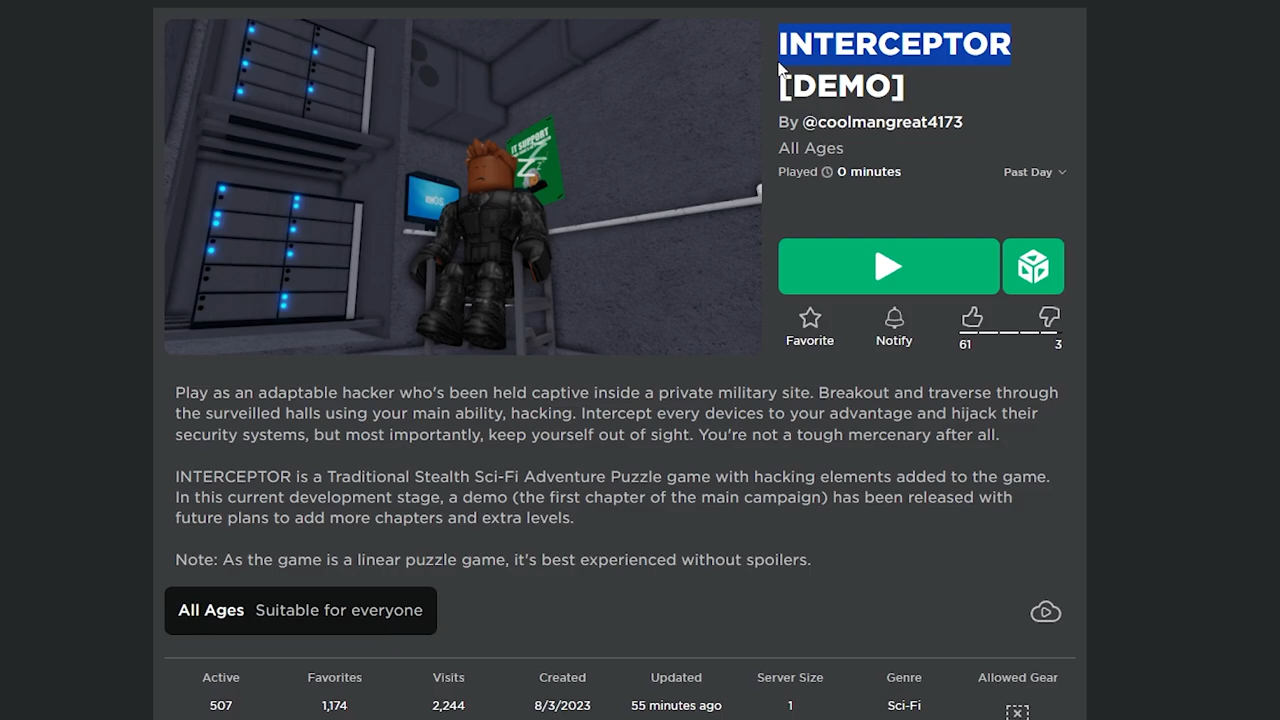 INTERCEPTOR
[DEMO]
By @coolmangreat4173
All Ages
Played 0 minutes
Past Day
IT SUPPORT
Favorite
Notify
61
3
Play as an adaptable hacker who's been held captive inside a private military site. Breakout and traverse through
the surveilled halls using your main ability, hacking. Intercept every devices to your advantage and hijack their
security systems, but most importantly, keep yourself out of sight. You're not a tough mercenary after all.
INTERCEPTOR is a Traditional Stealth Sci-Fi Adventure Puzzle game with hacking elements added to the game.
In this current development stage, a demo (the first chapter of the main campaign) has been released with
future plans to add more chapters and extra levels.
Note: As the game is a linear puzzle game, it's best experienced without spoilers.
All Ages Suitable for everyone
Active Favorites Visits Created Updated Server Size Genre Allowed Gear
507 1,174 2,244 8/3/2023 55 minutes ago 1 Sci-Fi